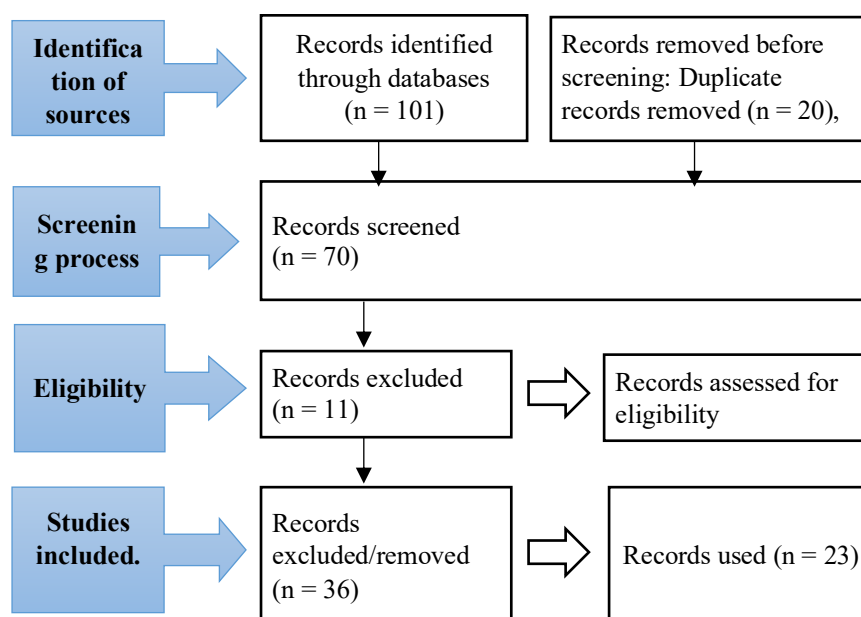 Identifica
tion of
sources
Records identified
through databases
(n = 101)
Records removed before
screening: Duplicate
records removed (n = 20),
Screenin
g process
Records screened
(n = 70)
Eligibility
Records excluded
(n = 11)
Records assessed for
eligibility
Studies
included.
Records
excluded/removed
(n = 36)
Records used (n = 23)